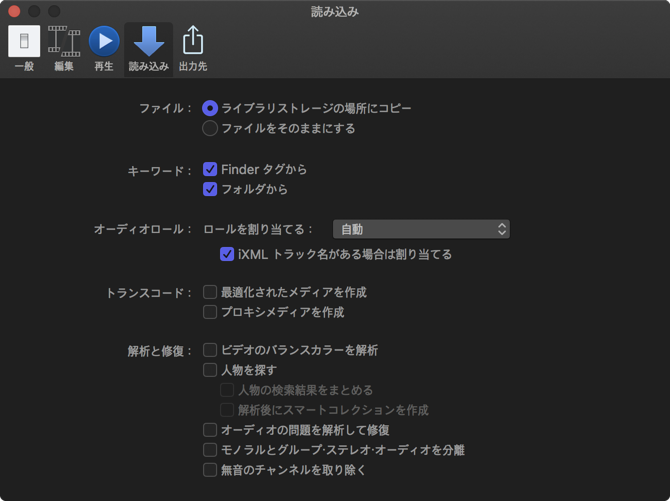 読み込み
一般 編集 再生 読み込み 出力先
ファイル： ライブラリストレージの場所にコピー
ファイルをそのままにする
キーワード： Finder タグから
フォルダから
オーディオロール： ロールを割り当てる： 自動
iXML トラック名がある場合は割り当てる
トランスコード： 最適化されたメディアを作成
プロキシメディアを作成
解析と修復： ビデオのバランスカラーを解析
人物を探す
人物の検索結果をまとめる
解析後にスマートコレクションを作成
オーディオの問題を解析して修復
モノラルとグループ・ステレオ・オーディオを分離
無音のチャンネルを取り除く